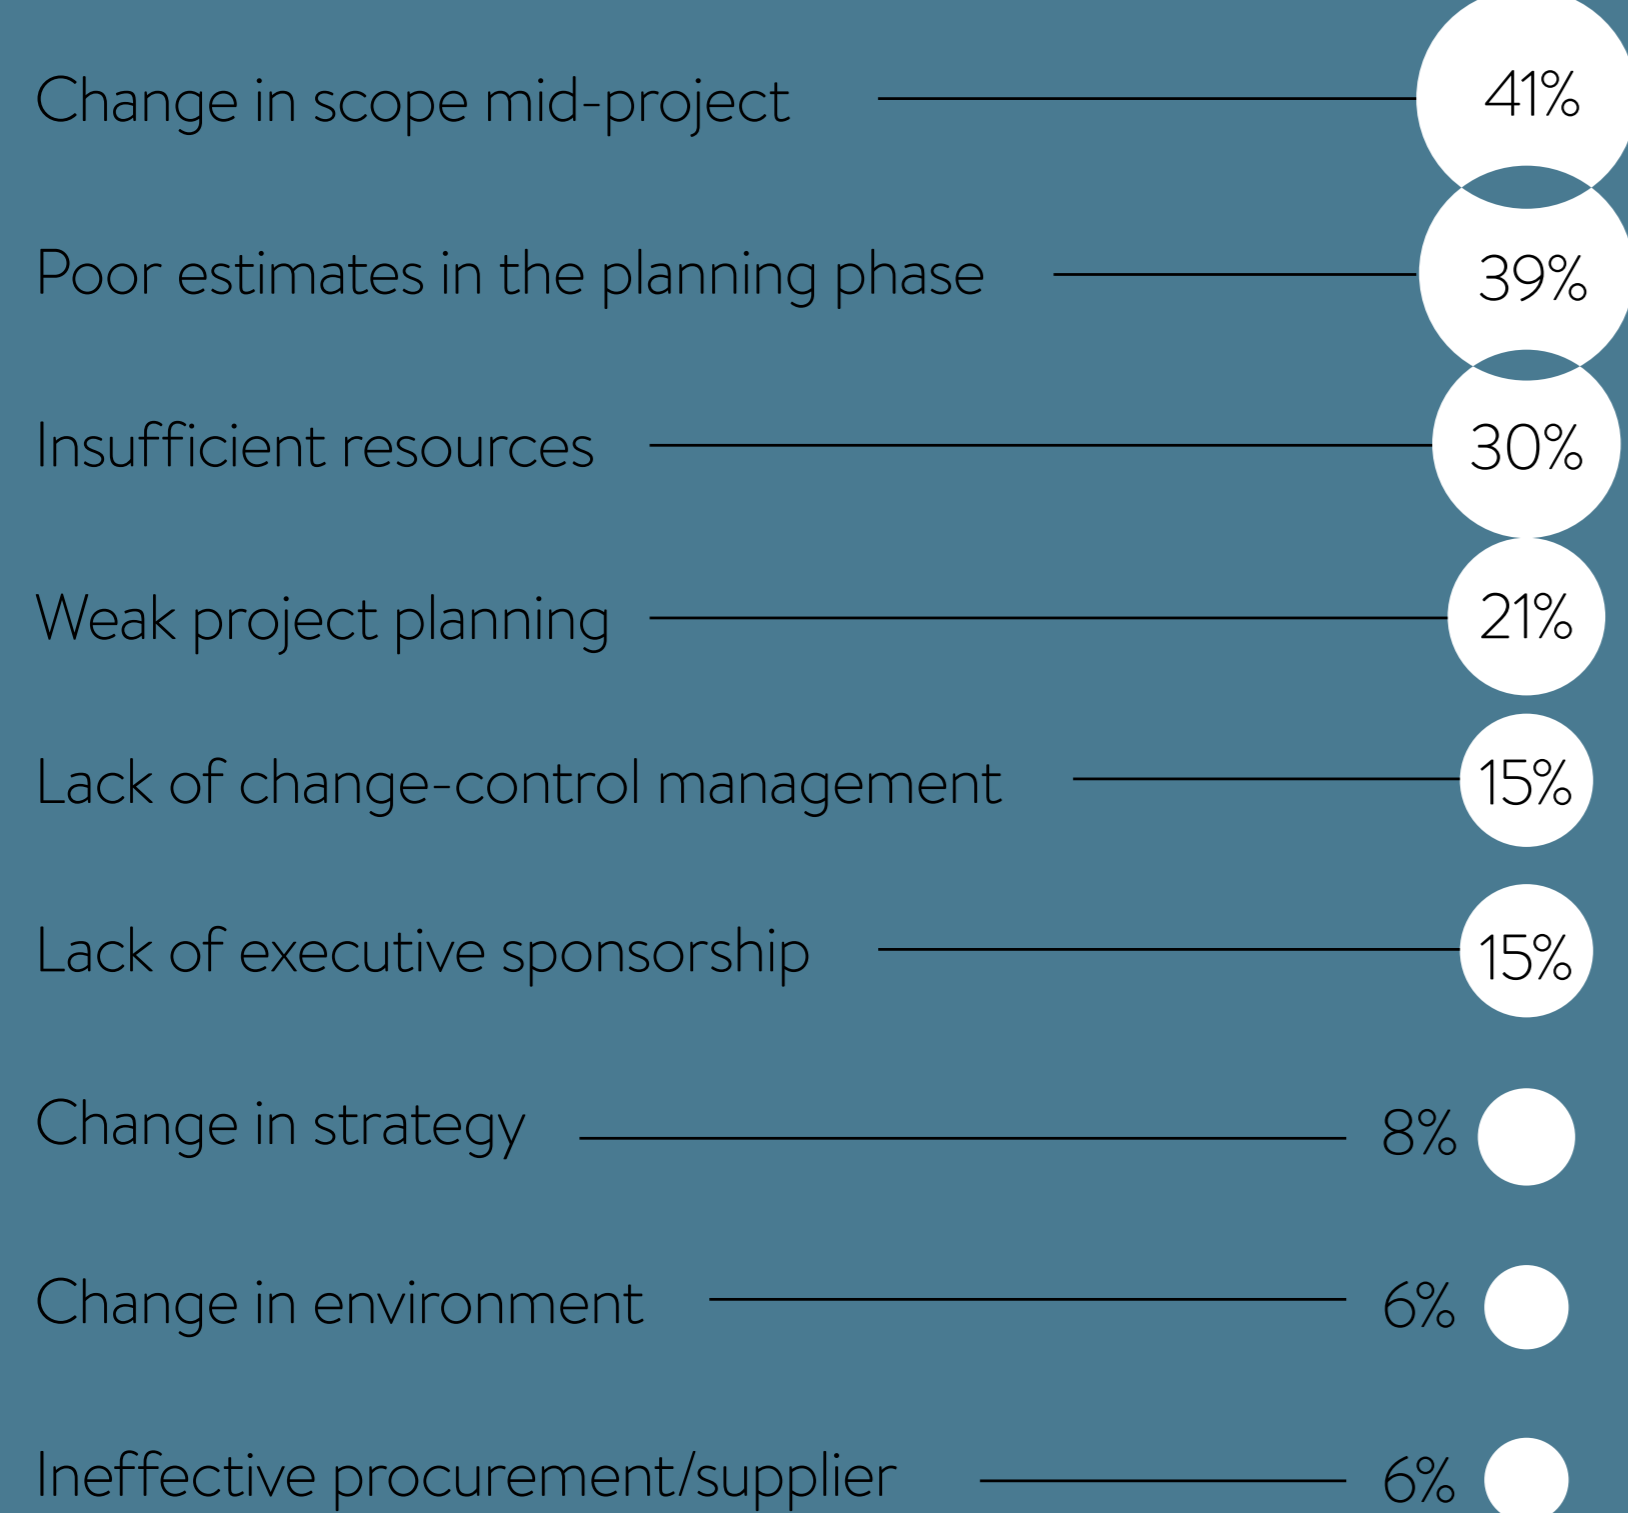 Change in scope mid-project 41%
Poor estimates in the planning phase 39%
Insufficient resources 30%
Weak project planning 21%
Lack of change-control management 15%
Lack of executive sponsorship 15%
Change in strategy 8%
Change in environment 6%
Ineffective procurement/supplier 6%